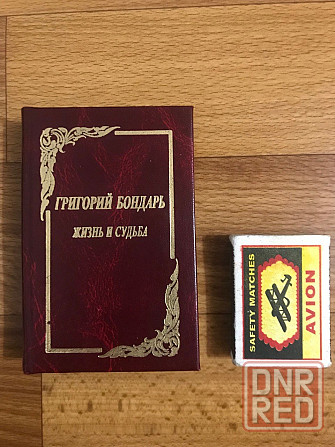 ГРИГОРИЙ БОНДАРЬ
ЖИЗНЬ И СУДЬБА
SAFETY MATCHES
AVION
DNR
RED